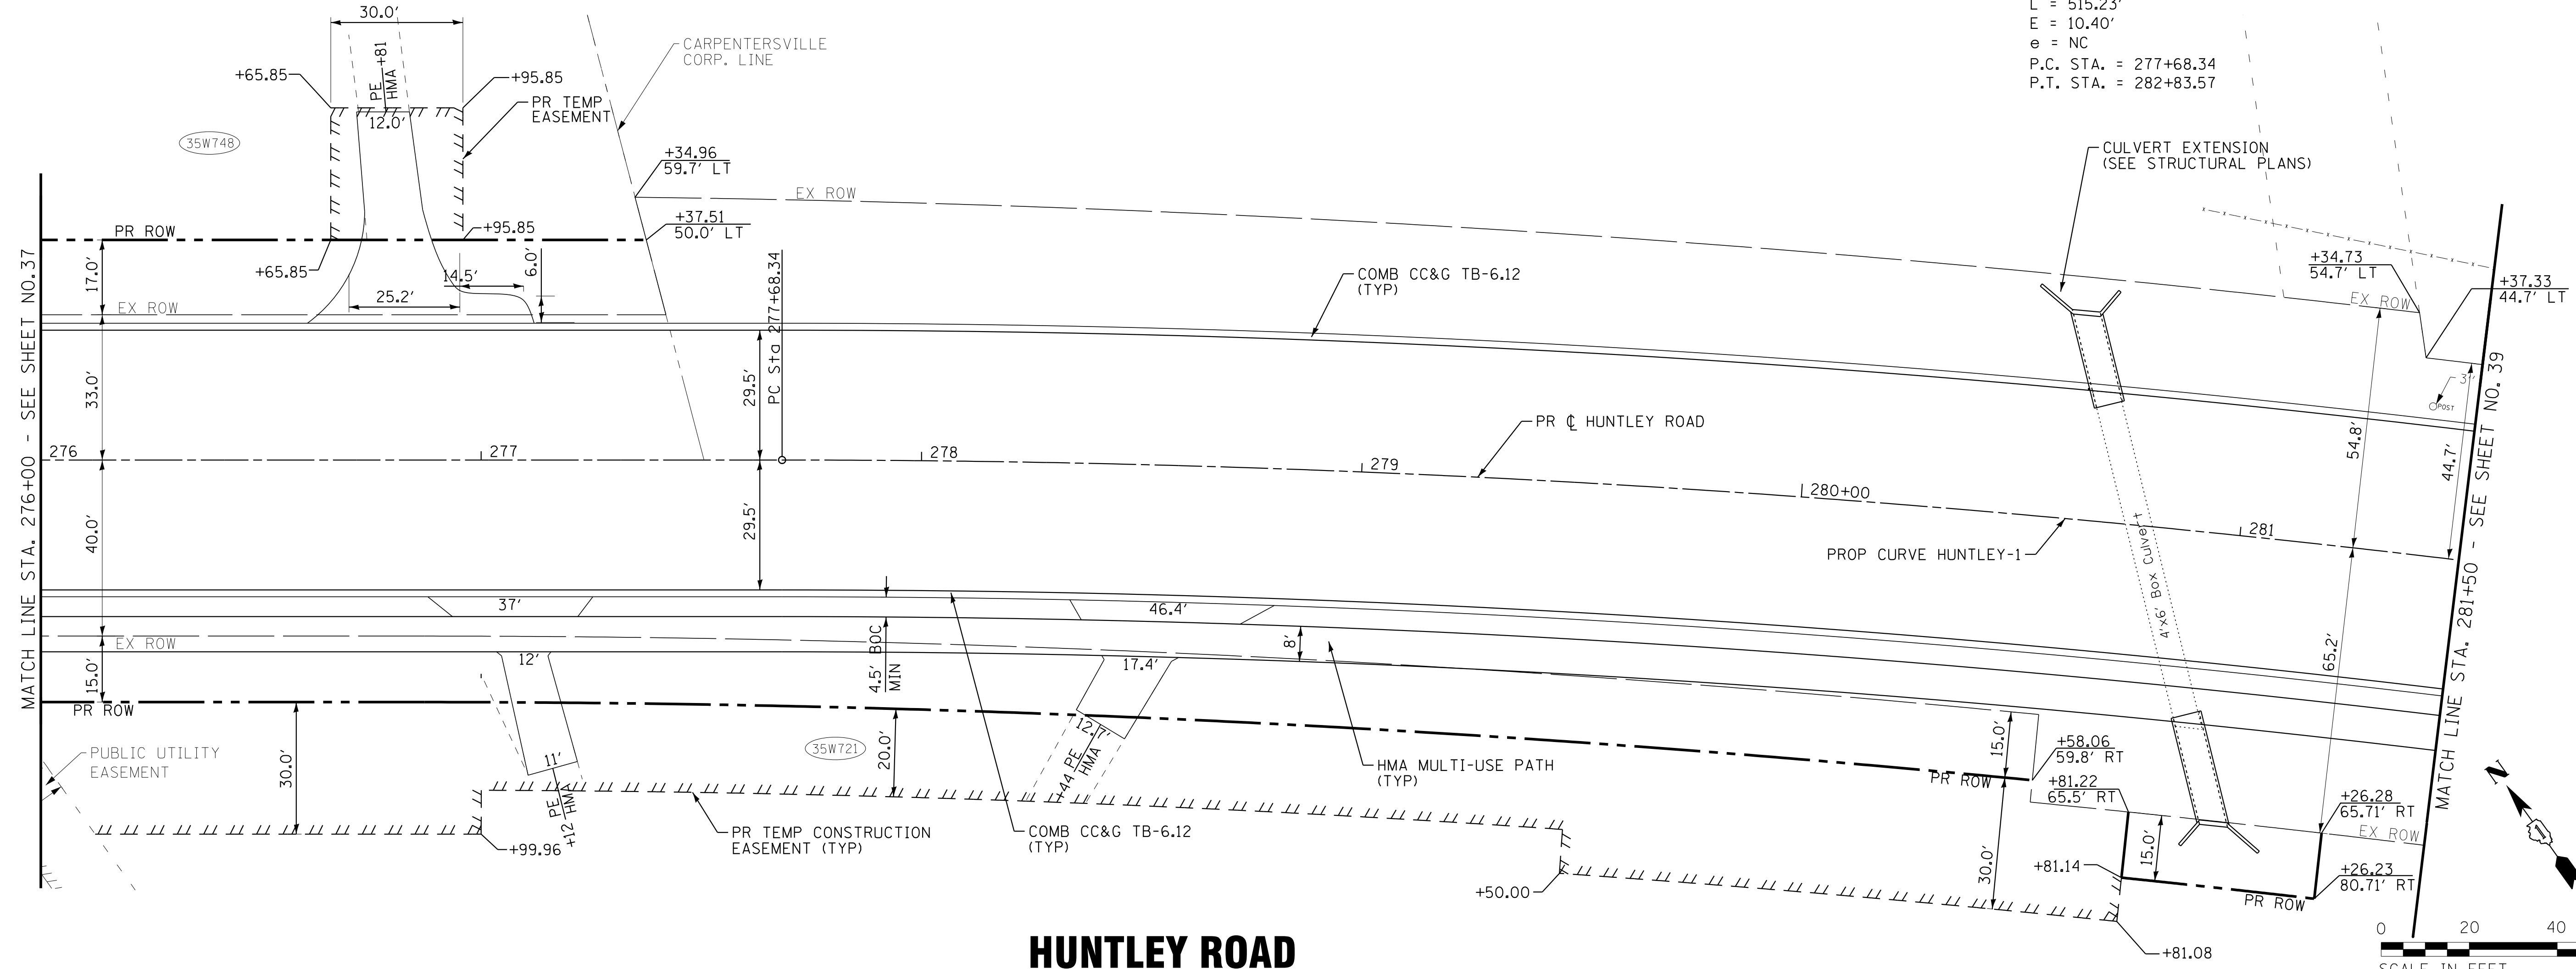 L = 515.23'
E = 10.40'
e = NC
P.C. STA. = 277+68.34
P.T. STA. = 282+83.57
30.0'
+65.85
PE +81
HMA
12.0'
+95.85
PR TEMP
EASEMENT
CARPENTERSVILLE
CORP. LINE
35W748
+34.96
59.7' LT
EX ROW
+37.51
50.0' LT
PR ROW
+95.85
+65.85
17.0'
14.5'
6.0'
25.2'
EX ROW
CULVERT EXTENSION
(SEE STRUCTURAL PLANS)
+34.73
54.7' LT
+37.33
44.7' LT
EX ROW
COMB CC&G TB-6.12
(TYP)
MATCH LINE STA. 276+00 - SEE SHEET NO.37
33.0'
29.5'
PC Sta 277+68.34
3"
POST
54.8'
44.7'
PR ℄ HUNTLEY ROAD
276
277
278
279
280+00
281
40.0'
29.5'
PROP CURVE HUNTLEY-1
4'x6' Box Culvert
MATCH LINE STA. 281+50 - SEE SHEET NO. 39
37'
46.4'
EX ROW
15.0'
12'
4.5' BOC
MIN
17.4'
8'
65.2'
PR ROW
PUBLIC UTILITY
EASEMENT
30.0'
11'
+12 PE
HMA
35W721
20.0'
12.7'
+44 PE
HMA
HMA MULTI-USE PATH
(TYP)
15.0'
+58.06
59.8' RT
PR ROW
+81.22
65.5' RT
+26.28
65.71' RT
EX ROW
PR TEMP CONSTRUCTION
EASEMENT (TYP)
COMB CC&G TB-6.12
(TYP)
+99.96
+50.00
30.0'
+81.14
15.0'
+26.23
80.71' RT
PR ROW
+81.08
N
HUNTLEY ROAD
0 20 40
SCALE IN FEET